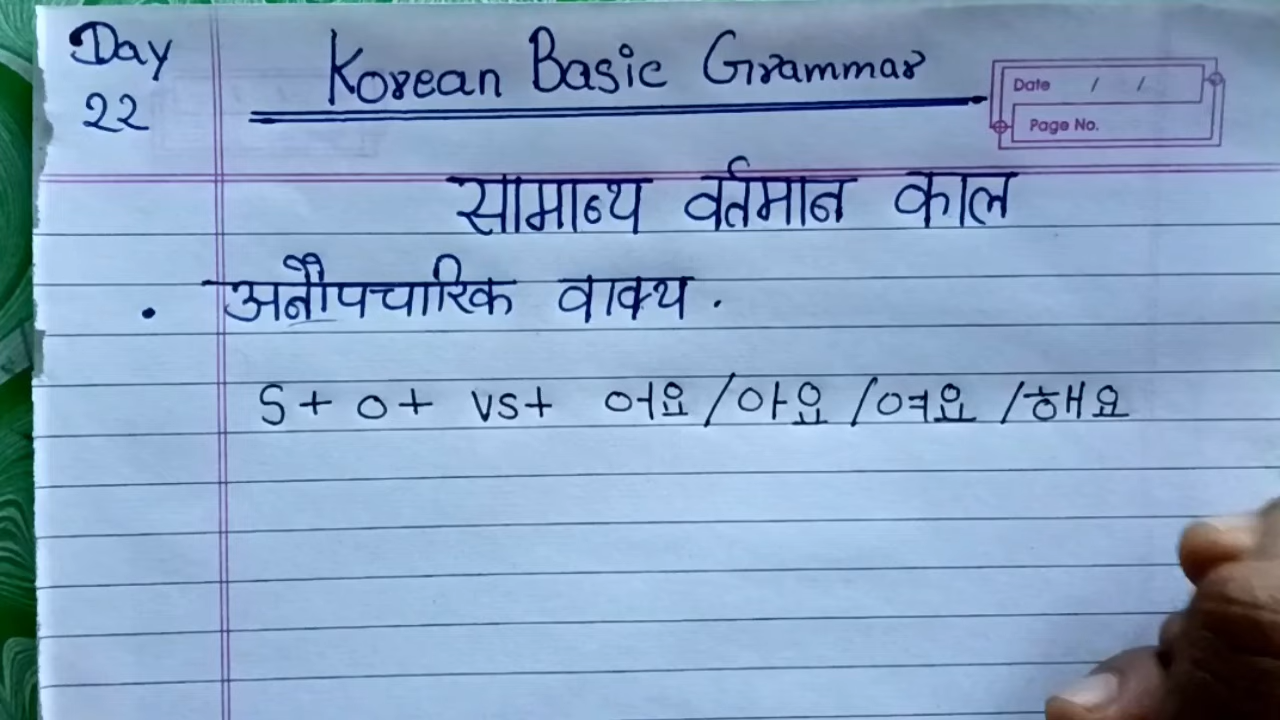 Day
22
Korean Basic Grammar
Date / /
Page No.
सामान्य वर्तमान काल
. अनौपचारिक वाक्य .
S + O + VS + 어요 / 아요 / 여요 / 해요